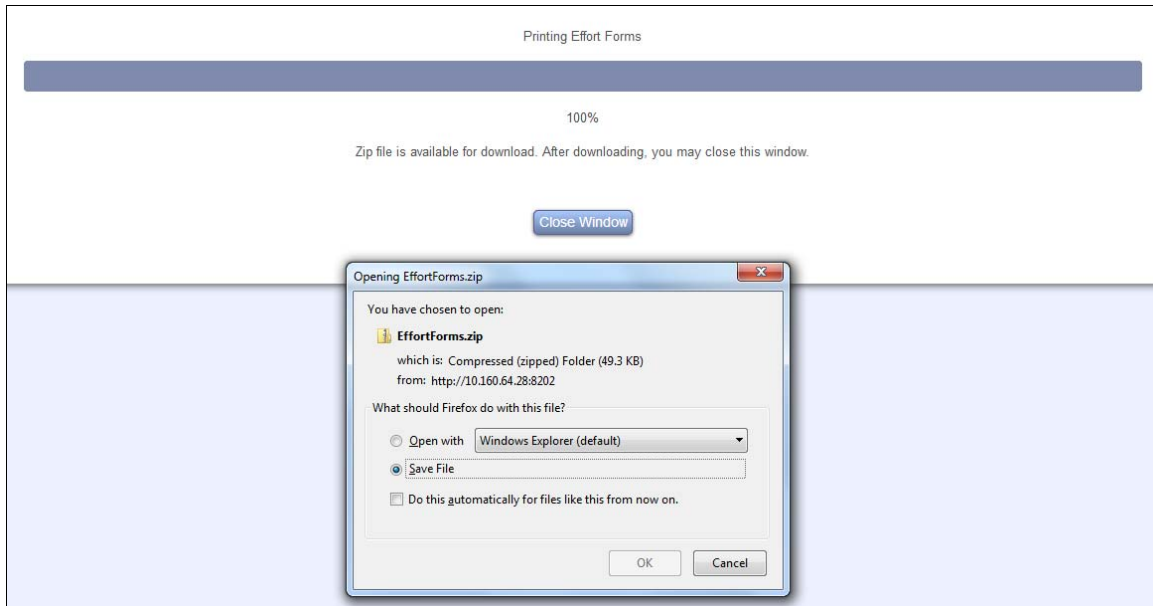 Printing Effort Forms
100%
Zip file is available for download. After downloading, you may close this window.
Close Window
Opening EffortForms.zip
You have chosen to open:
EffortForms.zip
which is: Compressed (zipped) Folder (49.3 KB)
from: http://10.160.64.28:8202
What should Firefox do with this file?
Open with Windows Explorer (default)
Save File
Do this automatically for files like this from now on.
OK Cancel